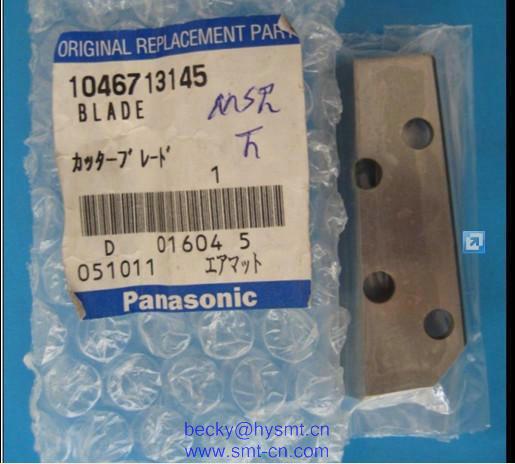 ORIGINAL REPLACEMENT PART
1046713145
BLADE
MSR
下
カッターブレード
1
D 01604 5
051011 エアマット
Panasonic
becky@hysmt.cn
www.smt-cn.com